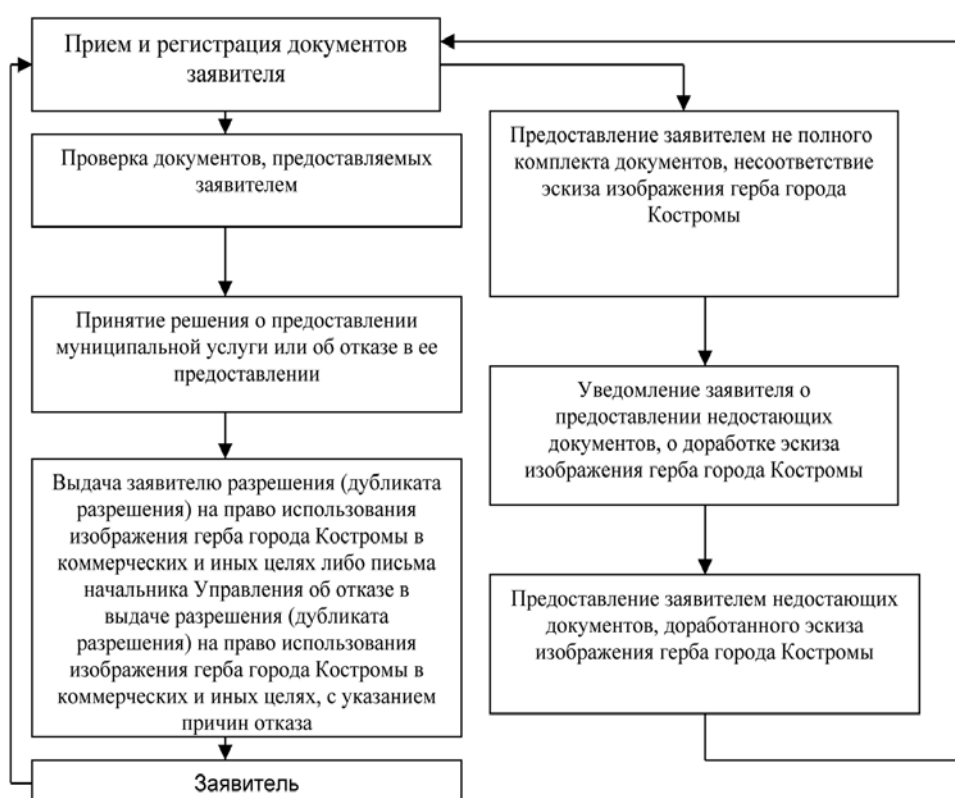 Прием и регистрация документов
заявителя
Проверка документов, предоставляемых
заявителем
Принятие решения о предоставлении
муниципальной услуги или об отказе в ее
предоставлении
Выдача заявителю разрешения (дубликата
разрешения) на право использования
изображения герба города Костромы в
коммерческих и иных целях либо письма
начальника Управления об отказе в
выдаче разрешения (дубликата
разрешения) на право использования
изображения герба города Костромы в
коммерческих и иных целях, с указанием
причин отказа
Заявитель
Предоставление заявителем не полного
комплекта документов, несоответствие
эскиза изображения герба города
Костромы
Уведомление заявителя о
предоставлении недостающих
документов, о доработке эскиза
изображения герба города Костромы
Предоставление заявителем недостающих
документов, доработанного эскиза
изображения герба города Костромы